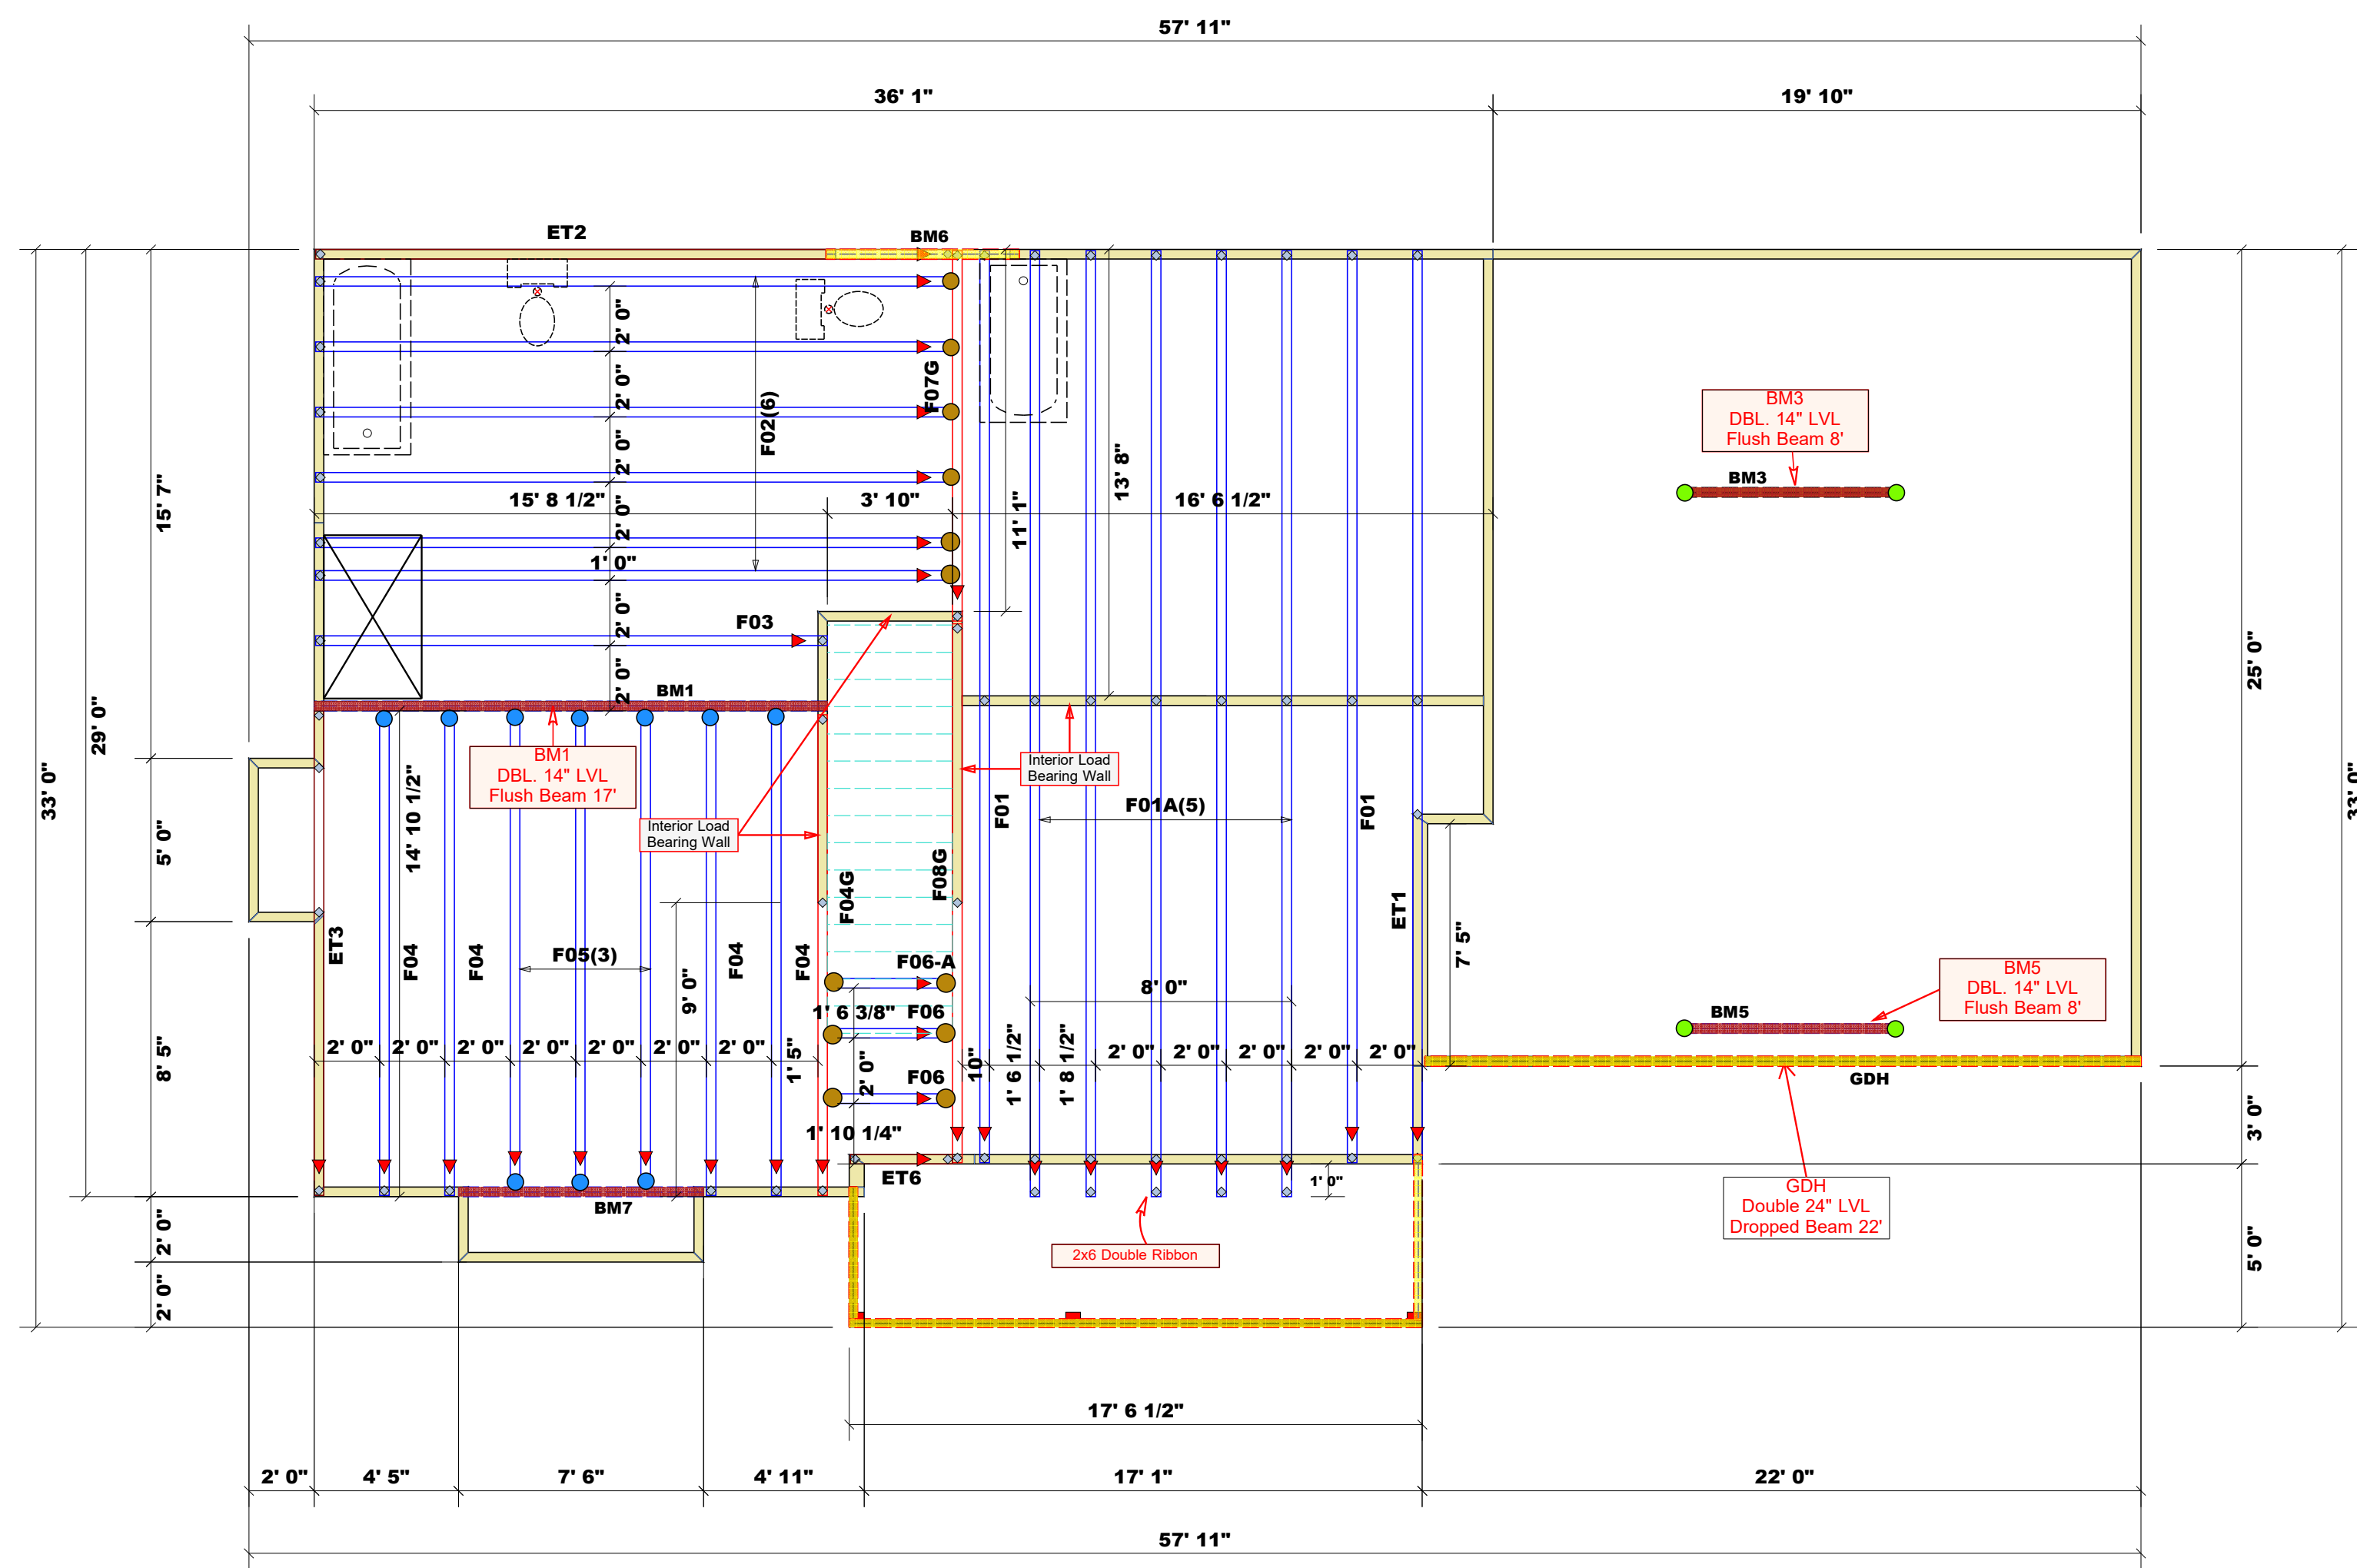 57' 11"
36' 1"
19' 10"
ET2
BM6
2' 0"
2' 0"
2' 0"
2' 0"
1' 0"
2' 0"
2' 0"
F02(6)
F07G
15' 8 1/2"
3' 10"
16' 6 1/2"
11' 1"
13' 8"
BM3
DBL. 14" LVL
Flush Beam 8'
BM3
15' 7"
29' 0"
33' 0"
5' 0"
8' 5"
2' 0"
2' 0"
F03
BM1
BM1
DBL. 14" LVL
Flush Beam 17'
Interior Load
Bearing Wall
Interior Load
Bearing Wall
14' 10 1/2"
F01
F01A(5)
F01
F04G
F08G
ET1
7' 5"
25' 0"
33' 0"
3' 0"
5' 0"
ET3
F04
F04
F05(3)
F04
F04
9' 0"
F06-A
1' 6 3/8"
F06
2' 0"
F06
1' 10 1/4"
8' 0"
BM5
DBL. 14" LVL
Flush Beam 8'
BM5
2' 0"
2' 0"
2' 0"
2' 0"
2' 0"
2' 0"
2' 0"
1' 5"
10"
1' 6 1/2"
1' 8 1/2"
2' 0"
2' 0"
2' 0"
2' 0"
2' 0"
GDH
ET6
1' 0"
BM7
GDH
Double 24" LVL
Dropped Beam 22'
2x6 Double Ribbon
17' 6 1/2"
2' 0"
4' 5"
7' 6"
4' 11"
17' 1"
22' 0"
57' 11"